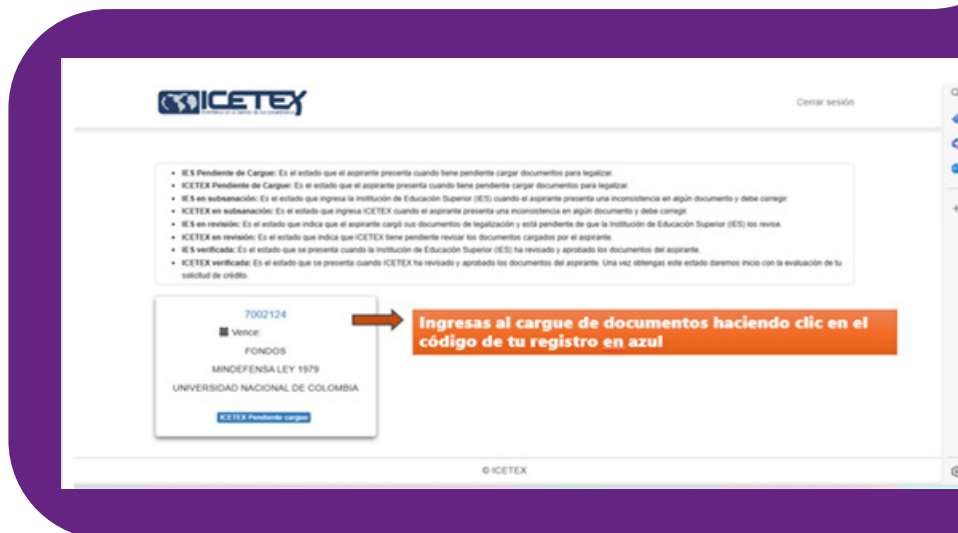 ICETEX
Cerrar sesión
• IES Pendiente de Cargue: Es el estado que el aspirante presenta cuando tiene pendiente cargar documentos para legalizar.
• ICETEX Pendiente de Cargue: Es el estado que el aspirante presenta cuando tiene pendiente cargar documentos para legalizar.
• IES en subsanación: Es el estado que ingresa la Institución de Educación Superior (IES) cuando el aspirante presenta una inconsistencia en algún documento y debe corregir.
• ICETEX en subsanación: Es el estado que ingresa ICETEX cuando el aspirante presenta una inconsistencia en algún documento y debe corregir.
• IES en revisión: Es el estado que indica que el aspirante cargó sus documentos de legalización y está pendiente de que la Institución de Educación Superior (IES) los revise.
• ICETEX en revisión: Es el estado que indica que ICETEX tiene pendiente revisar los documentos cargados por el aspirante.
• IES verificada: Es el estado que se presenta cuando la Institución de Educación Superior (IES) ha revisado y aprobado los documentos del aspirante.
• ICETEX verificada: Es el estado que se presenta cuando ICETEX ha revisado y aprobado los documentos del aspirante. Una vez obtengas este estado daremos inicio con la evaluación de tu
solicitud de crédito.
7002124
Vence:
FONDOS
MINDEFENSA LEY 1979
UNIVERSIDAD NACIONAL DE COLOMBIA
ICETEX Pendiente cargue
Ingresas al cargue de documentos haciendo clic en el
código de tu registro en azul
© ICETEX